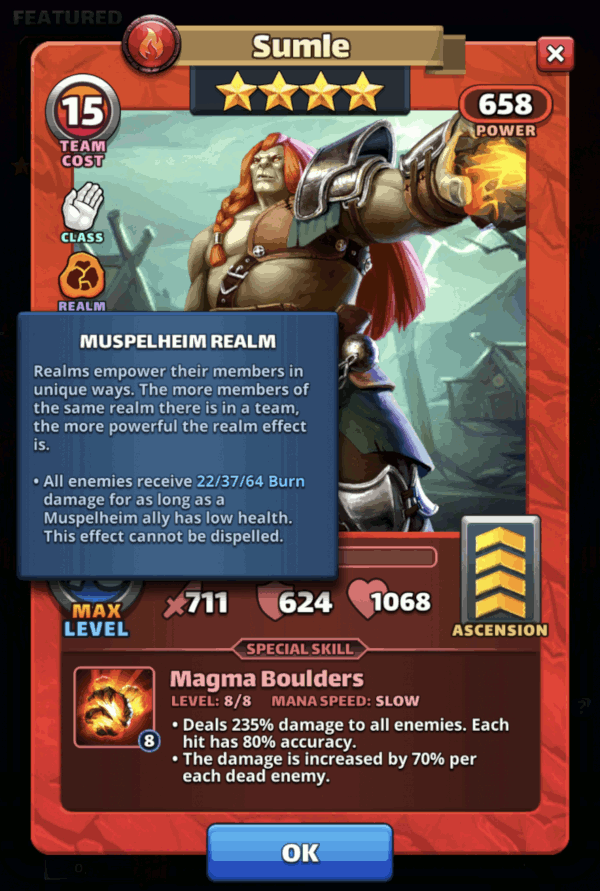 FEATURED
Sumle
15
TEAM
COST
658
POWER
CLASS
REALM
MUSPELHEIM REALM
Realms empower their members in
unique ways. The more members of
the same realm there is in a team,
the more powerful the realm effect
is.
• All enemies receive 22/37/64 Burn
damage for as long as a
Muspelheim ally has low health.
This effect cannot be dispelled.
MAX
LEVEL
711
624
1068
ASCENSION
SPECIAL SKILL
Magma Boulders
LEVEL: 8/8 MANA SPEED: SLOW
8
• Deals 235% damage to all enemies. Each
hit has 80% accuracy.
• The damage is increased by 70% per
each dead enemy.
OK